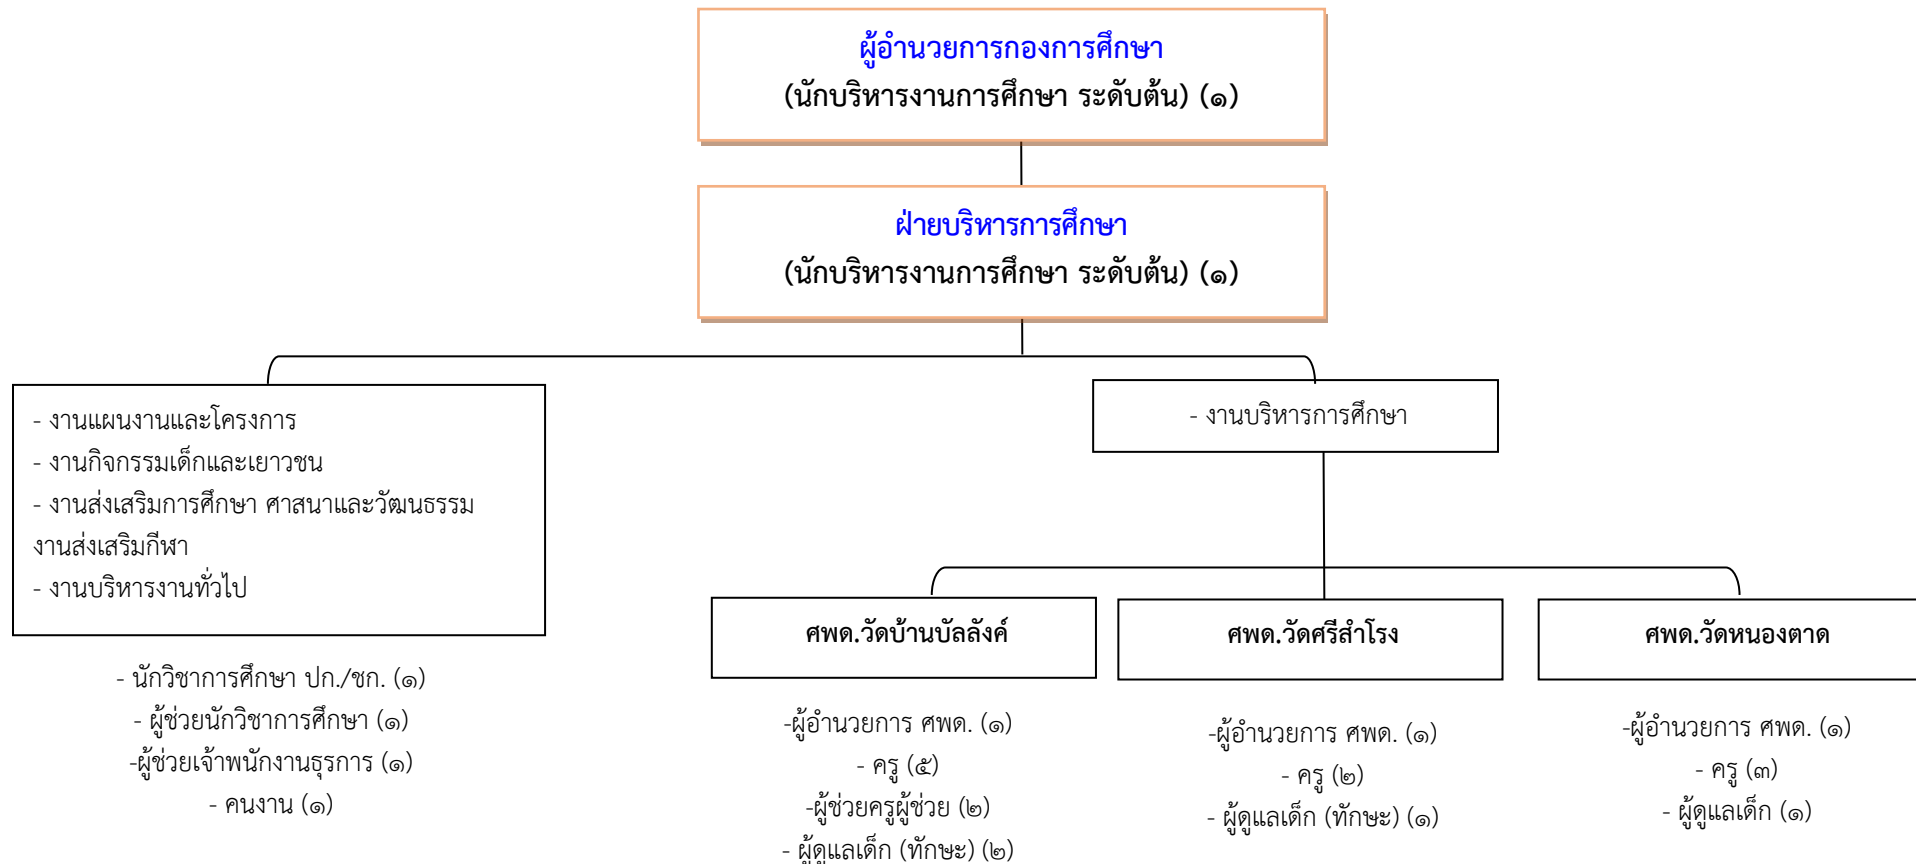 ผู้อำนวยการกองการศึกษา
(นักบริหารงานการศึกษา ระดับต้น) (๑)
ฝ่ายบริหารการศึกษา
(นักบริหารงานการศึกษา ระดับต้น) (๑)
- งานแผนงานและโครงการ
- งานกิจกรรมเด็กและเยาวชน
- งานส่งเสริมการศึกษา ศาสนาและวัฒนธรรม
งานส่งเสริมกีฬา
- งานบริหารงานทั่วไป
- นักวิชาการศึกษา ปก./ชก. (๑)
- ผู้ช่วยนักวิชาการศึกษา (๑)
-ผู้ช่วยเจ้าพนักงานธุรการ (๑)
- คนงาน (๑)
- งานบริหารการศึกษา
ศพด.วัดบ้านบัลลังค์
-ผู้อำนวยการ ศพด. (๑)
- ครู (๕)
-ผู้ช่วยครูผู้ช่วย (๒)
- ผู้ดูแลเด็ก (ทักษะ) (๒)
ศพด.วัดศรีสำโรง
-ผู้อำนวยการ ศพด. (๑)
- ครู (๒)
- ผู้ดูแลเด็ก (ทักษะ) (๑)
ศพด.วัดหนองตาด
-ผู้อำนวยการ ศพด. (๑)
- ครู (๓)
- ผู้ดูแลเด็ก (๑)